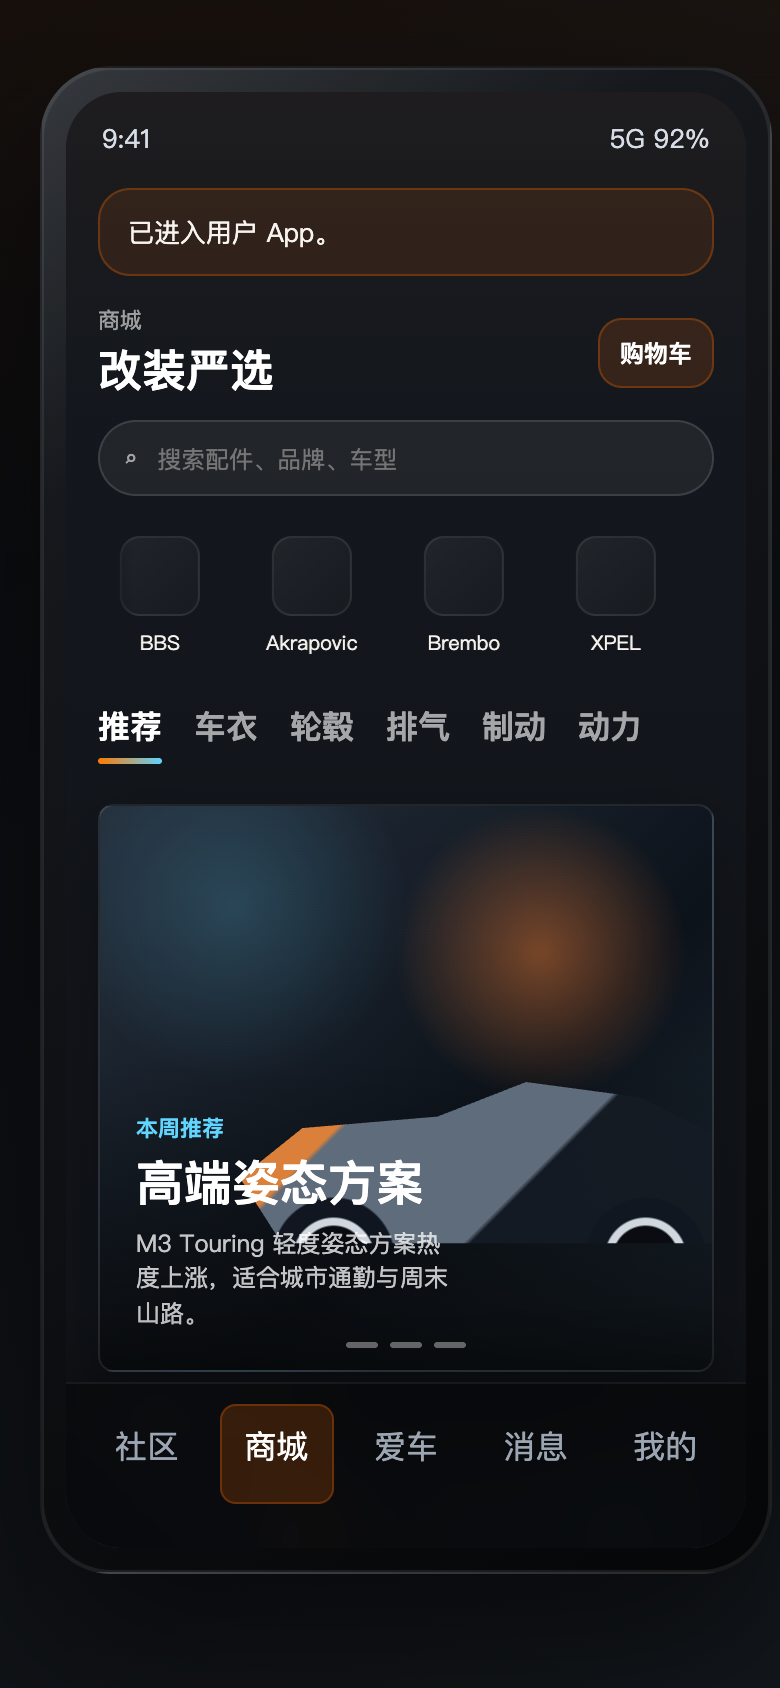 9:41 5G 92%
已进入用户 App。
商城
改装严选
购物车
搜索配件、品牌、车型
BBS Akrapovic Brembo XPEL
推荐 车衣 轮毂 排气 制动 动力
本周推荐
高端姿态方案
M3 Touring 轻度姿态方案热
度上涨，适合城市通勤与周末
山路。
社区 商城 爱车 消息 我的